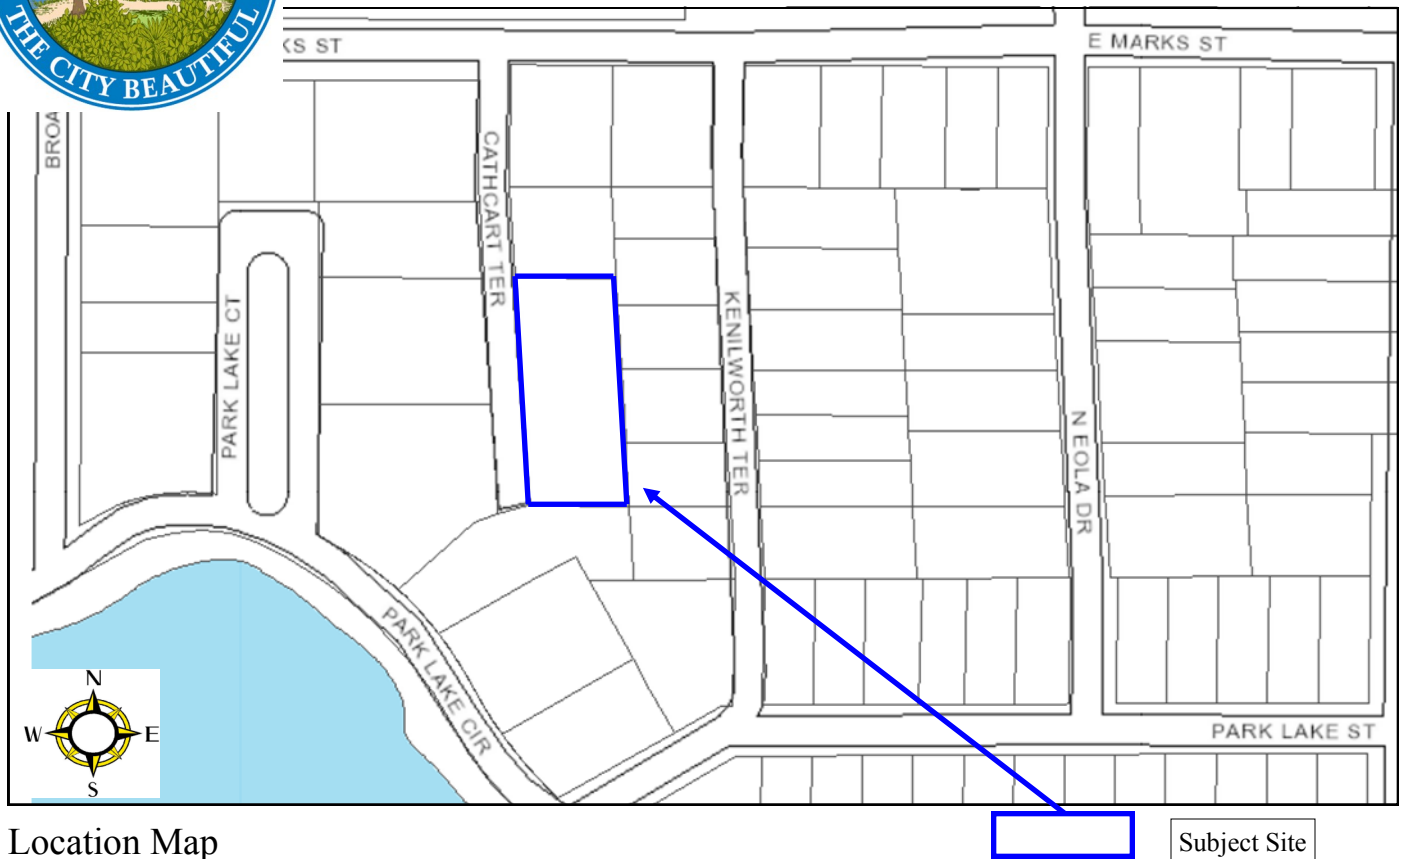 THE CITY BEAUTIFUL
KS ST
E MARKS ST
BROA
CATHCART TER
PARK LAKE CT
KENILWORTH TER
N EOLA DR
PARK LAKE CIR
PARK LAKE ST
N
W E
S
Location Map
Subject Site